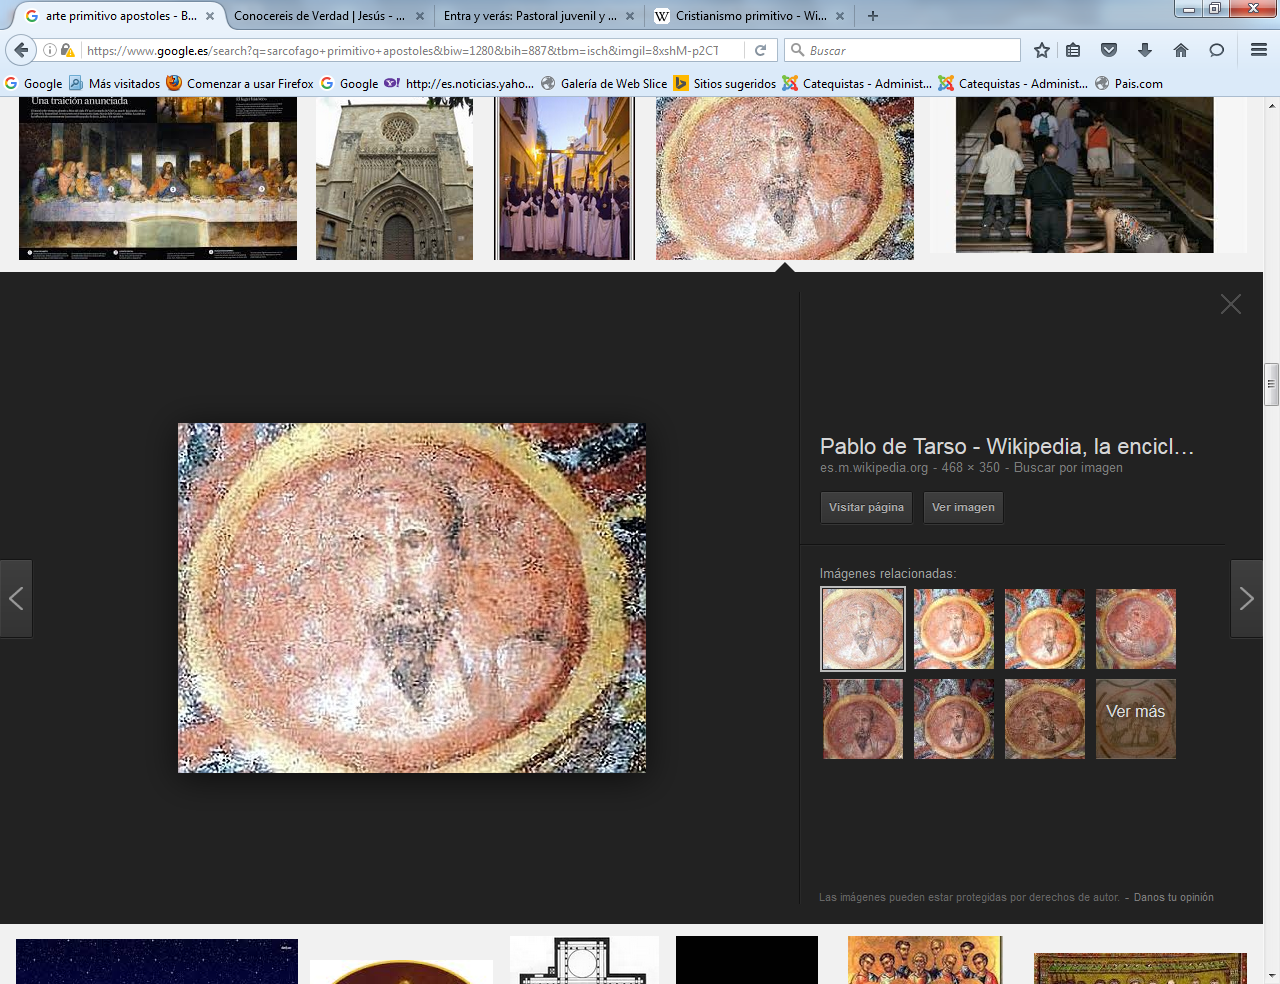 arte primitivo apostoles - B...
Conocereis de Verdad | Jesús - ...
Entra y verás: Pastoral juvenil y ...
Cristianismo primitivo - Wi...
https://www.google.es/search?q=sarcofago+primitivo+apostoles&biw=1280&bih=887&tbm=isch&imgil=8xshM-p2CT
Buscar
Google
Más visitados
Comenzar a usar Firefox
Google
http://es.noticias.yaho...
Galería de Web Slice
Sitios sugeridos
Catequistas - Administ...
Catequistas - Administ...
Pais.com
Una traición anunciada
Pablo de Tarso - Wikipedia, la encicl...
es.m.wikipedia.org - 468 × 350 - Buscar por imagen
Visitar página
Ver imagen
Imágenes relacionadas:
Ver más
Las imágenes pueden estar protegidas por derechos de autor. - Danos tu opinión